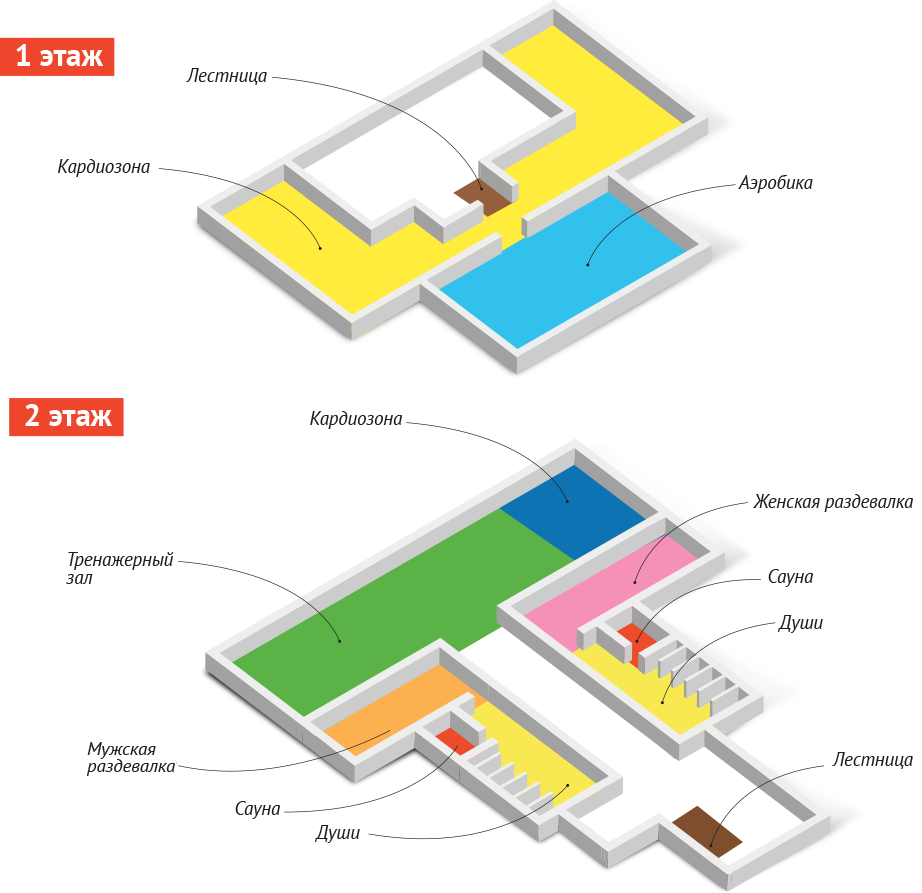 1 этаж
Лестница
Кардиозона
Аэробика
2 этаж
Кардиозона
Женская раздевалка
Тренажерный
зал
Сауна
Души
Мужская
раздевалка
Лестница
Сауна
Души